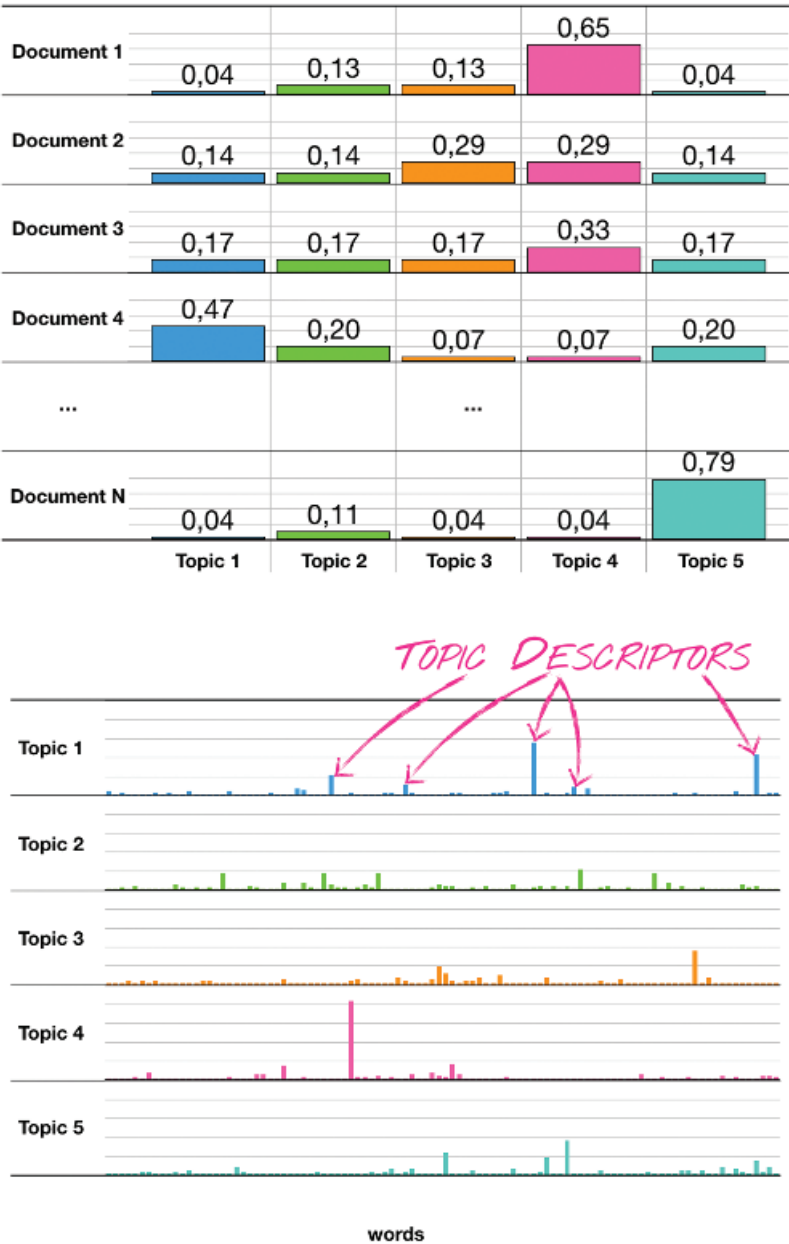 0,65
Document 1
0,04 0,13 0,13 0,04
Document 2
0,14 0,14 0,29 0,29 0,14
Document 3
0,17 0,17 0,17 0,33 0,17
Document 4
0,47 0,20 0,07 0,07 0,20
... ...
0,79
Document N
0,04 0,11 0,04 0,04
Topic 1 Topic 2 Topic 3 Topic 4 Topic 5
TOPIC DESCRIPTORS
Topic 1
Topic 2
Topic 3
Topic 4
Topic 5
words